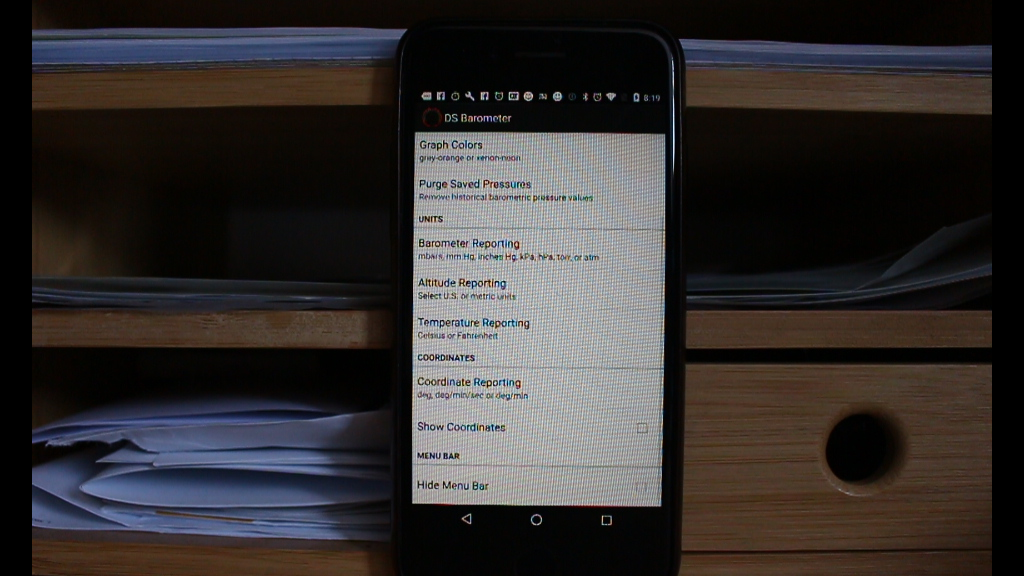 8:19
DS Barometer
Graph Colors
grey-orange or xenon-neon
Purge Saved Pressures
Remove historical barometric pressure values
UNITS
Barometer Reporting
mbars, mm Hg, inches Hg, kPa, hPa, torr, or atm
Altitude Reporting
Select U.S. or metric units
Temperature Reporting
Celsius or Fahrenheit
COORDINATES
Coordinate Reporting
deg, deg/min/sec or deg/min
Show Coordinates
MENU BAR
Hide Menu Bar